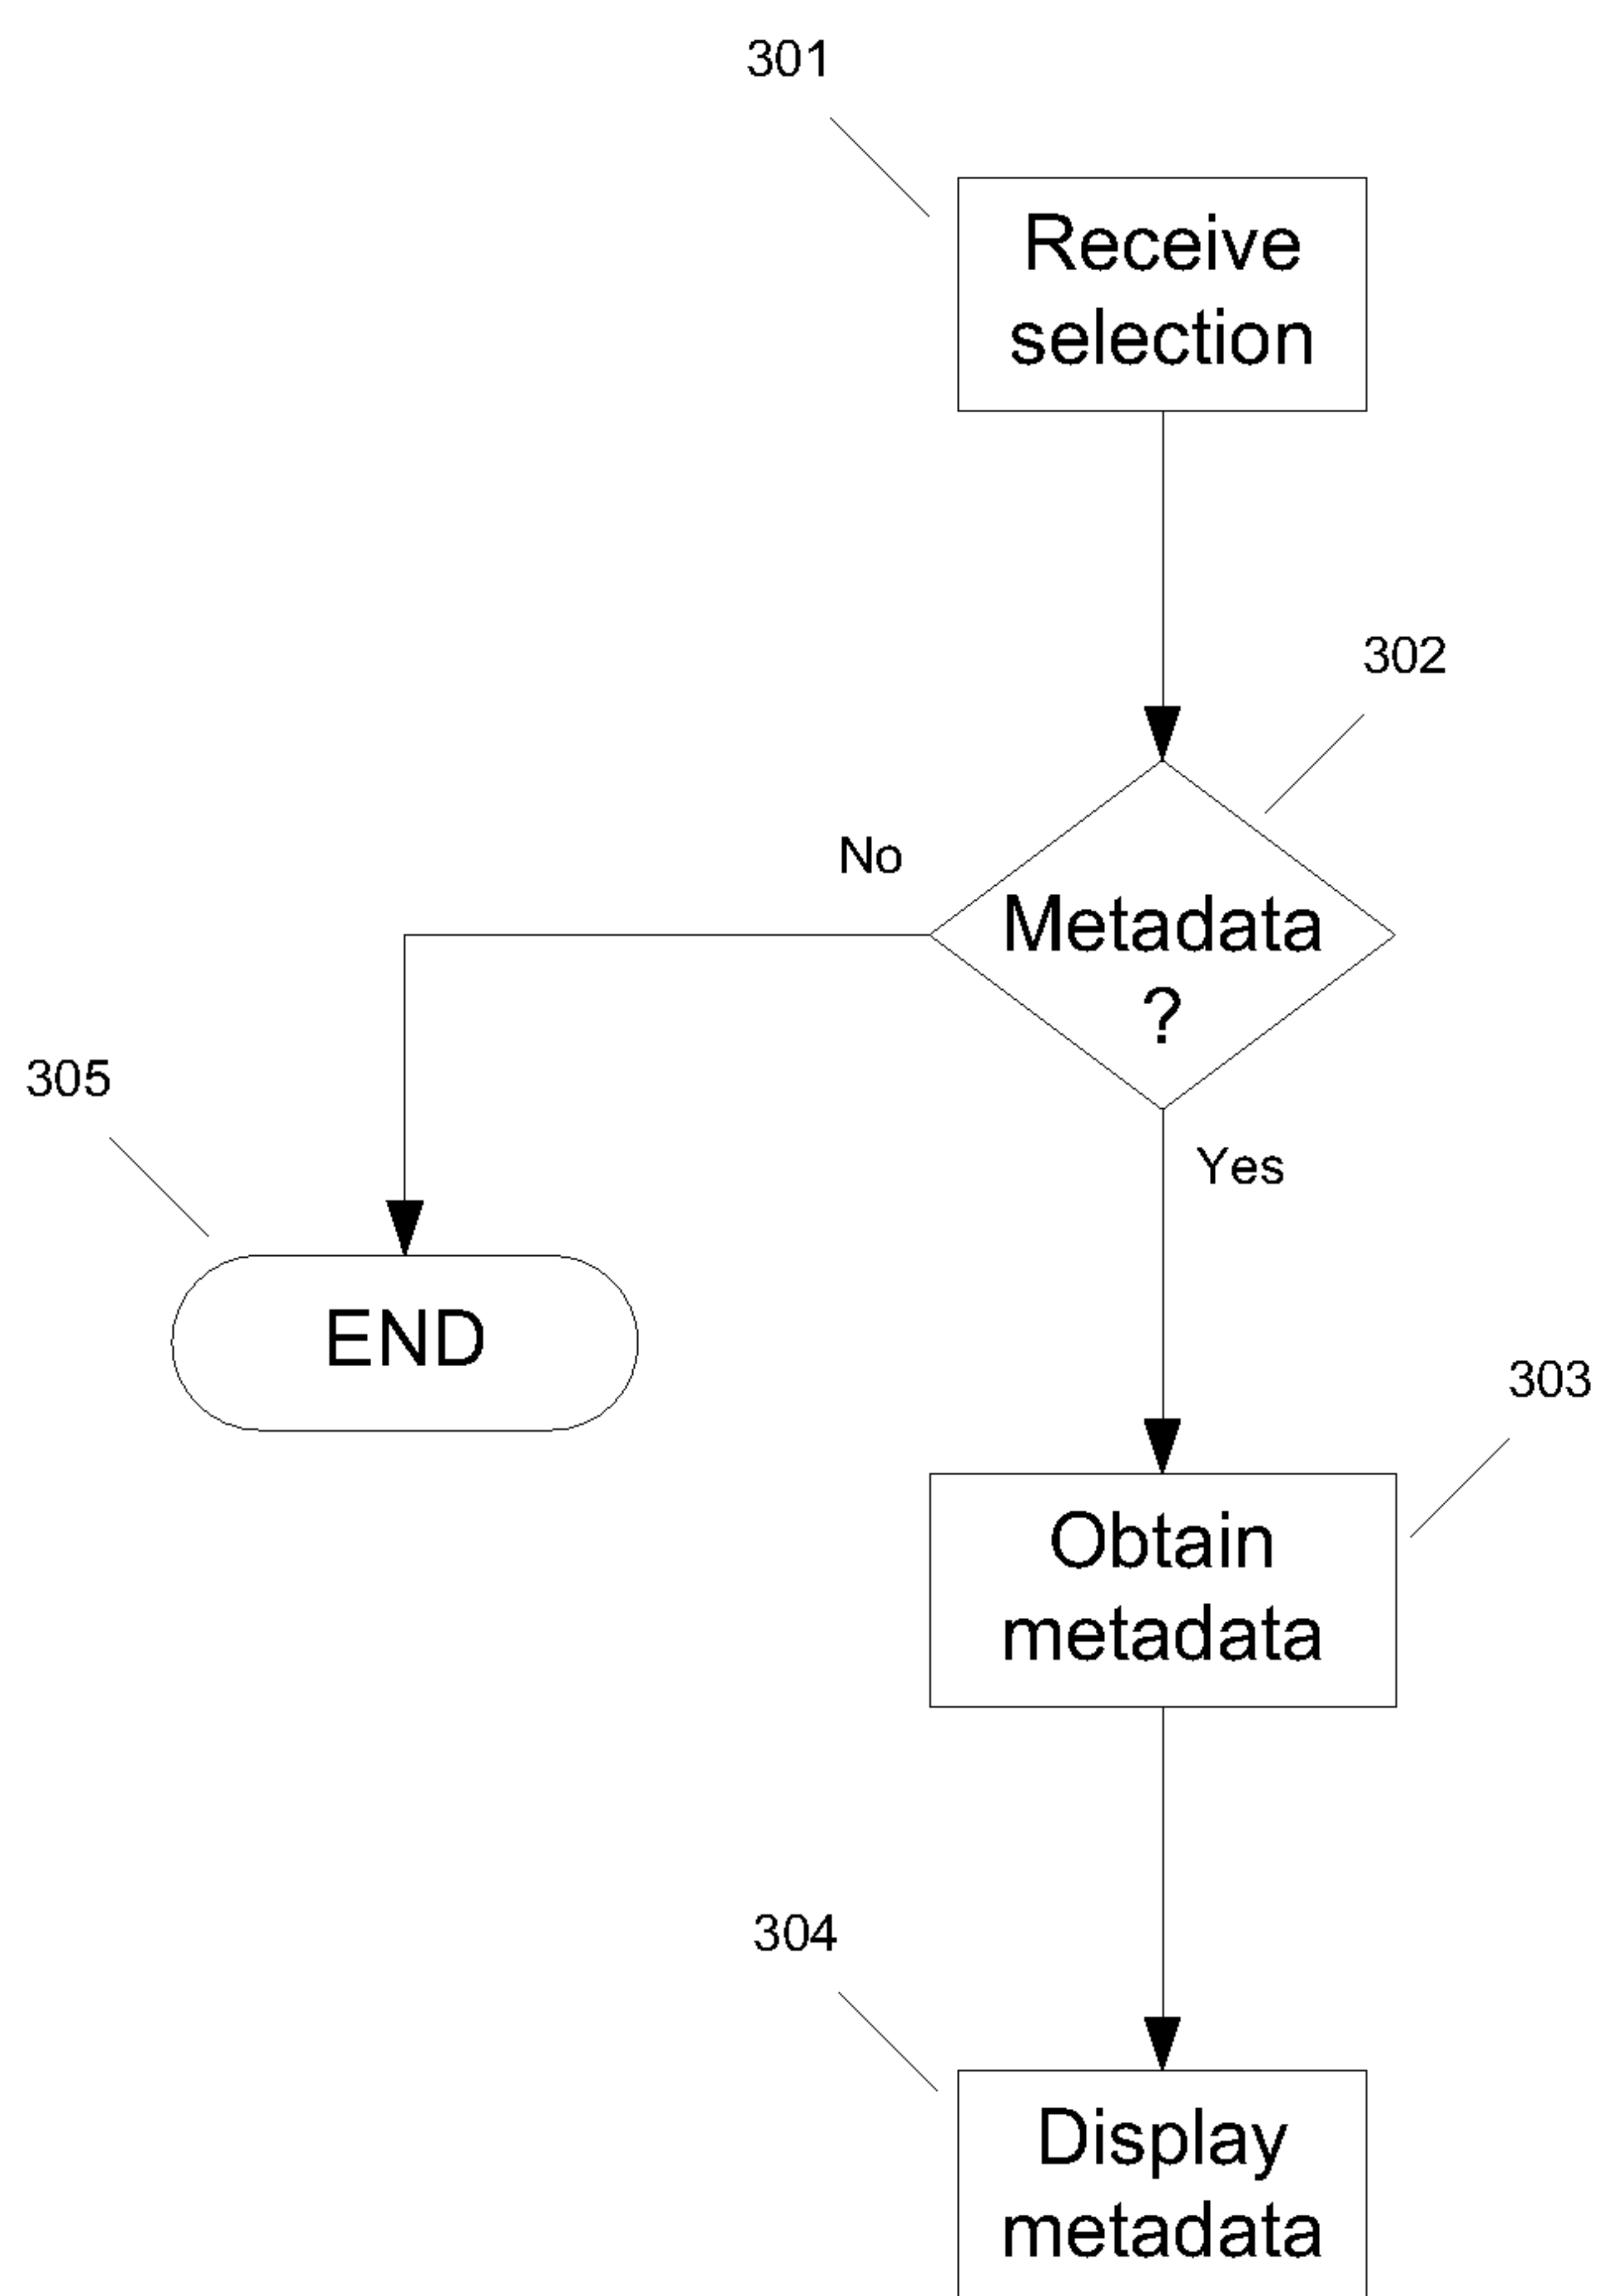 301
Receive
selection
302
No
Metadata
?
305
Yes
END
303
Obtain
metadata
304
Display
metadata